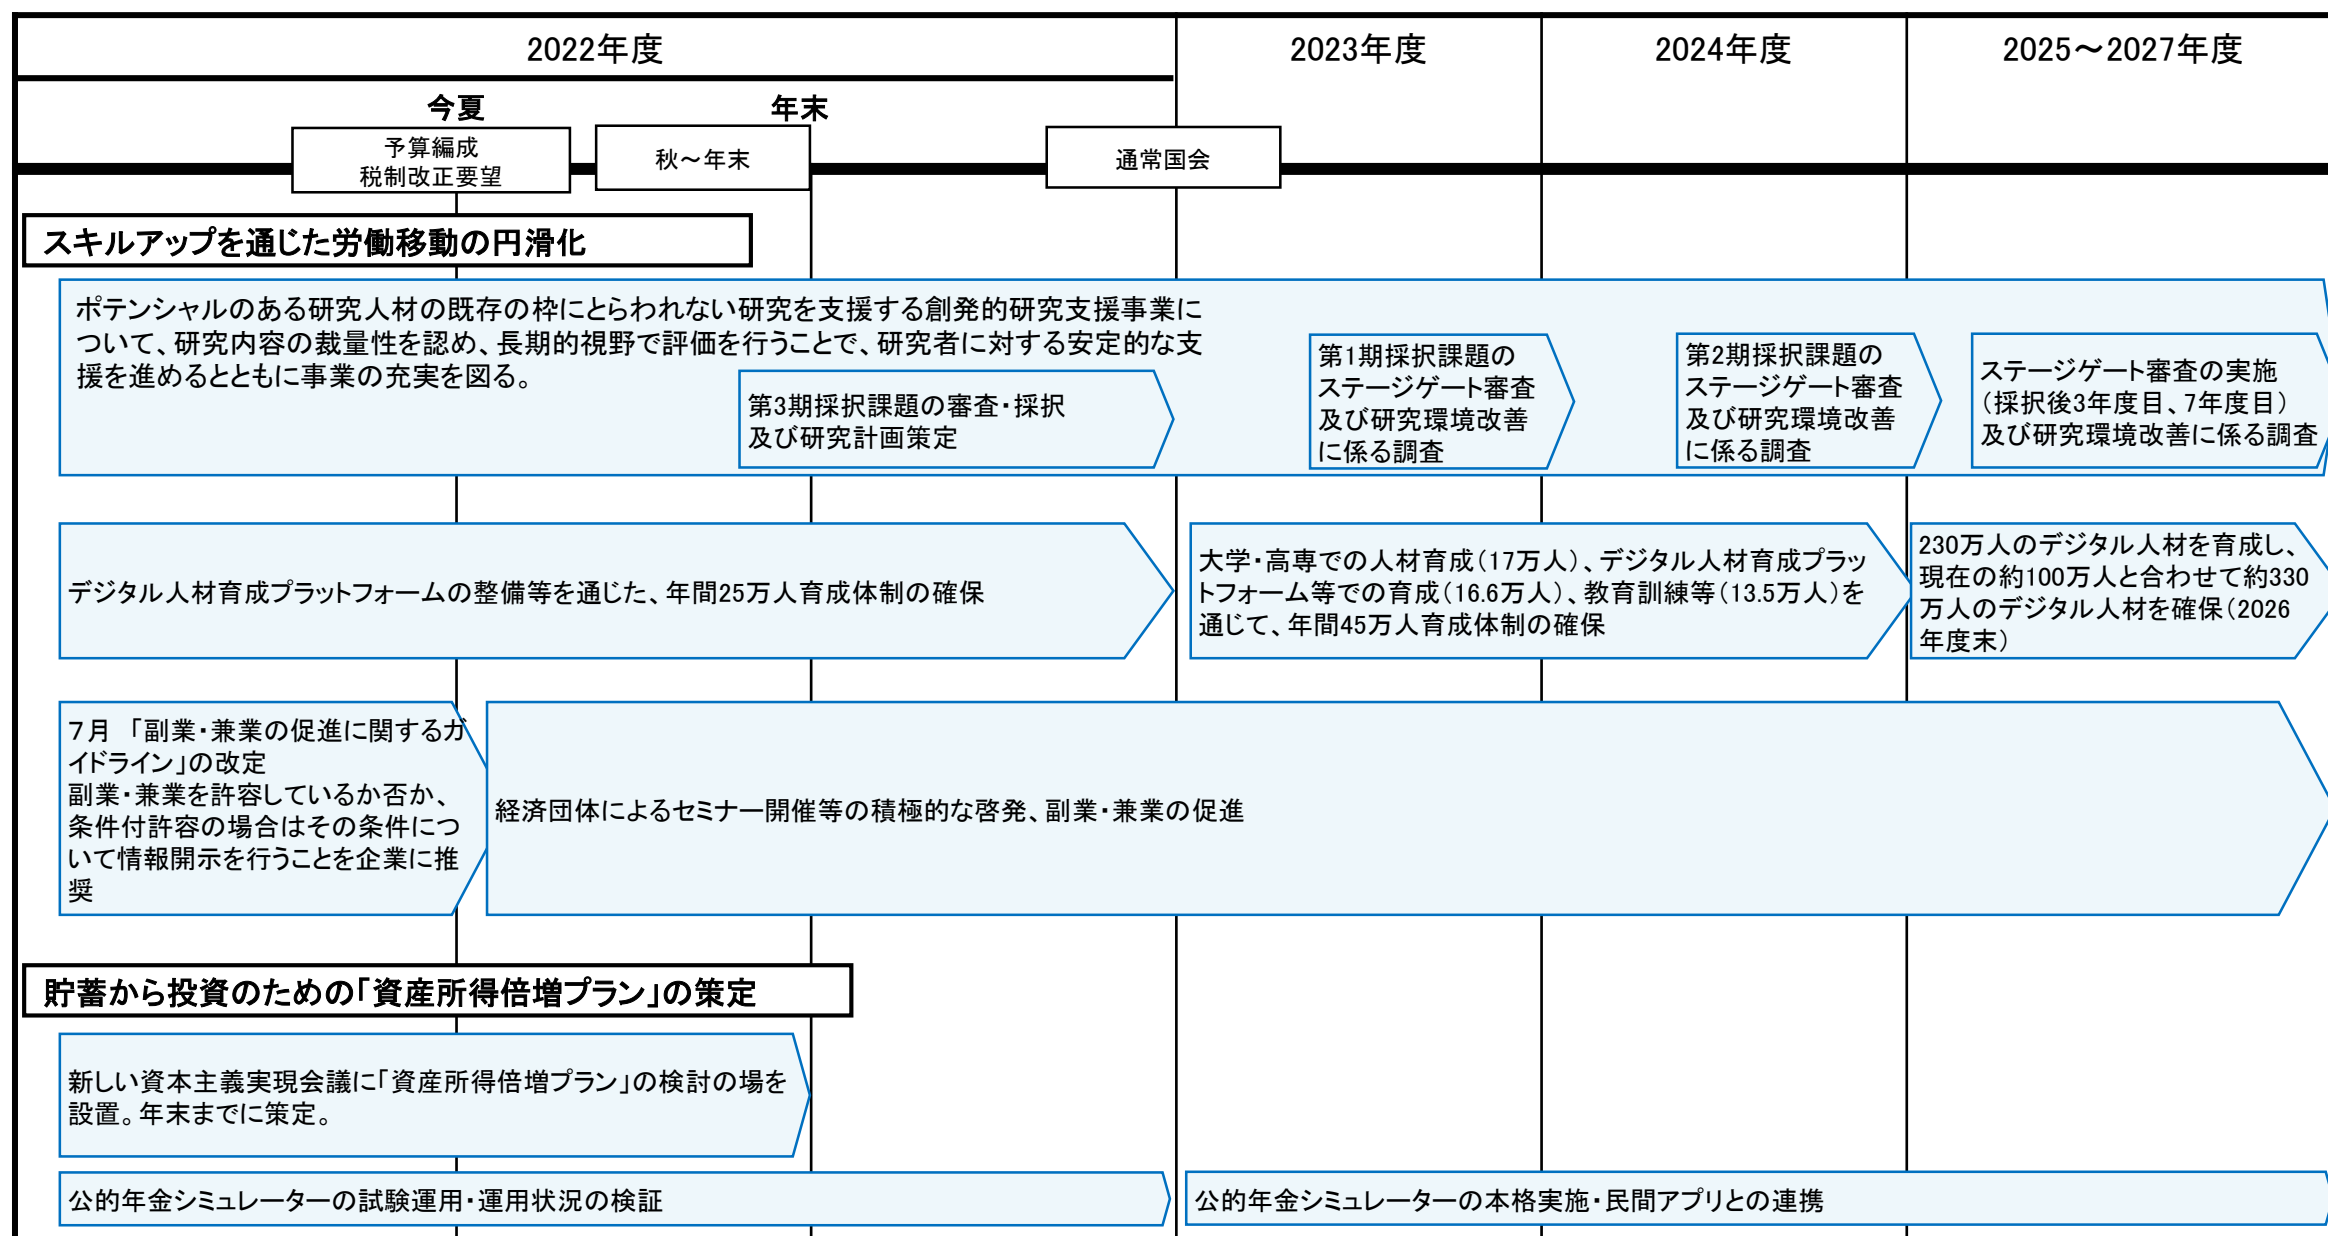 2022年度
2023年度
2024年度
2025～2027年度
今夏
年末
予算編成
税制改正要望
秋～年末
通常国会
スキルアップを通じた労働移動の円滑化
ポテンシャルのある研究人材の既存の枠にとらわれない研究を支援する創発的研究支援事業に
ついて、研究内容の裁量性を認め、長期的視野で評価を行うことで、研究者に対する安定的な支
援を進めるとともに事業の充実を図る。
第3期採択課題の審査・採択
及び研究計画策定
第1期採択課題の
ステージゲート審査
及び研究環境改善
に係る調査
第2期採択課題の
ステージゲート審査
及び研究環境改善
に係る調査
ステージゲート審査の実施
（採択後3年度目、7年度目）
及び研究環境改善に係る調査
デジタル人材育成プラットフォームの整備等を通じた、年間25万人育成体制の確保
大学・高専での人材育成（17万人）、デジタル人材育成プラッ
トフォーム等での育成（16.6万人）、教育訓練等（13.5万人）を
通じて、年間45万人育成体制の確保
230万人のデジタル人材を育成し、
現在の約100万人と合わせて約330
万人のデジタル人材を確保（2026
年度末）
７月　「副業・兼業の促進に関するガ
イドライン」の改定
副業・兼業を許容しているか否か、
条件付許容の場合はその条件につ
いて情報開示を行うことを企業に推
奨
経済団体によるセミナー開催等の積極的な啓発、副業・兼業の促進
貯蓄から投資のための「資産所得倍増プラン」の策定
新しい資本主義実現会議に「資産所得倍増プラン」の検討の場を
設置。年末までに策定。
公的年金シミュレーターの試験運用・運用状況の検証
公的年金シミュレーターの本格実施・民間アプリとの連携